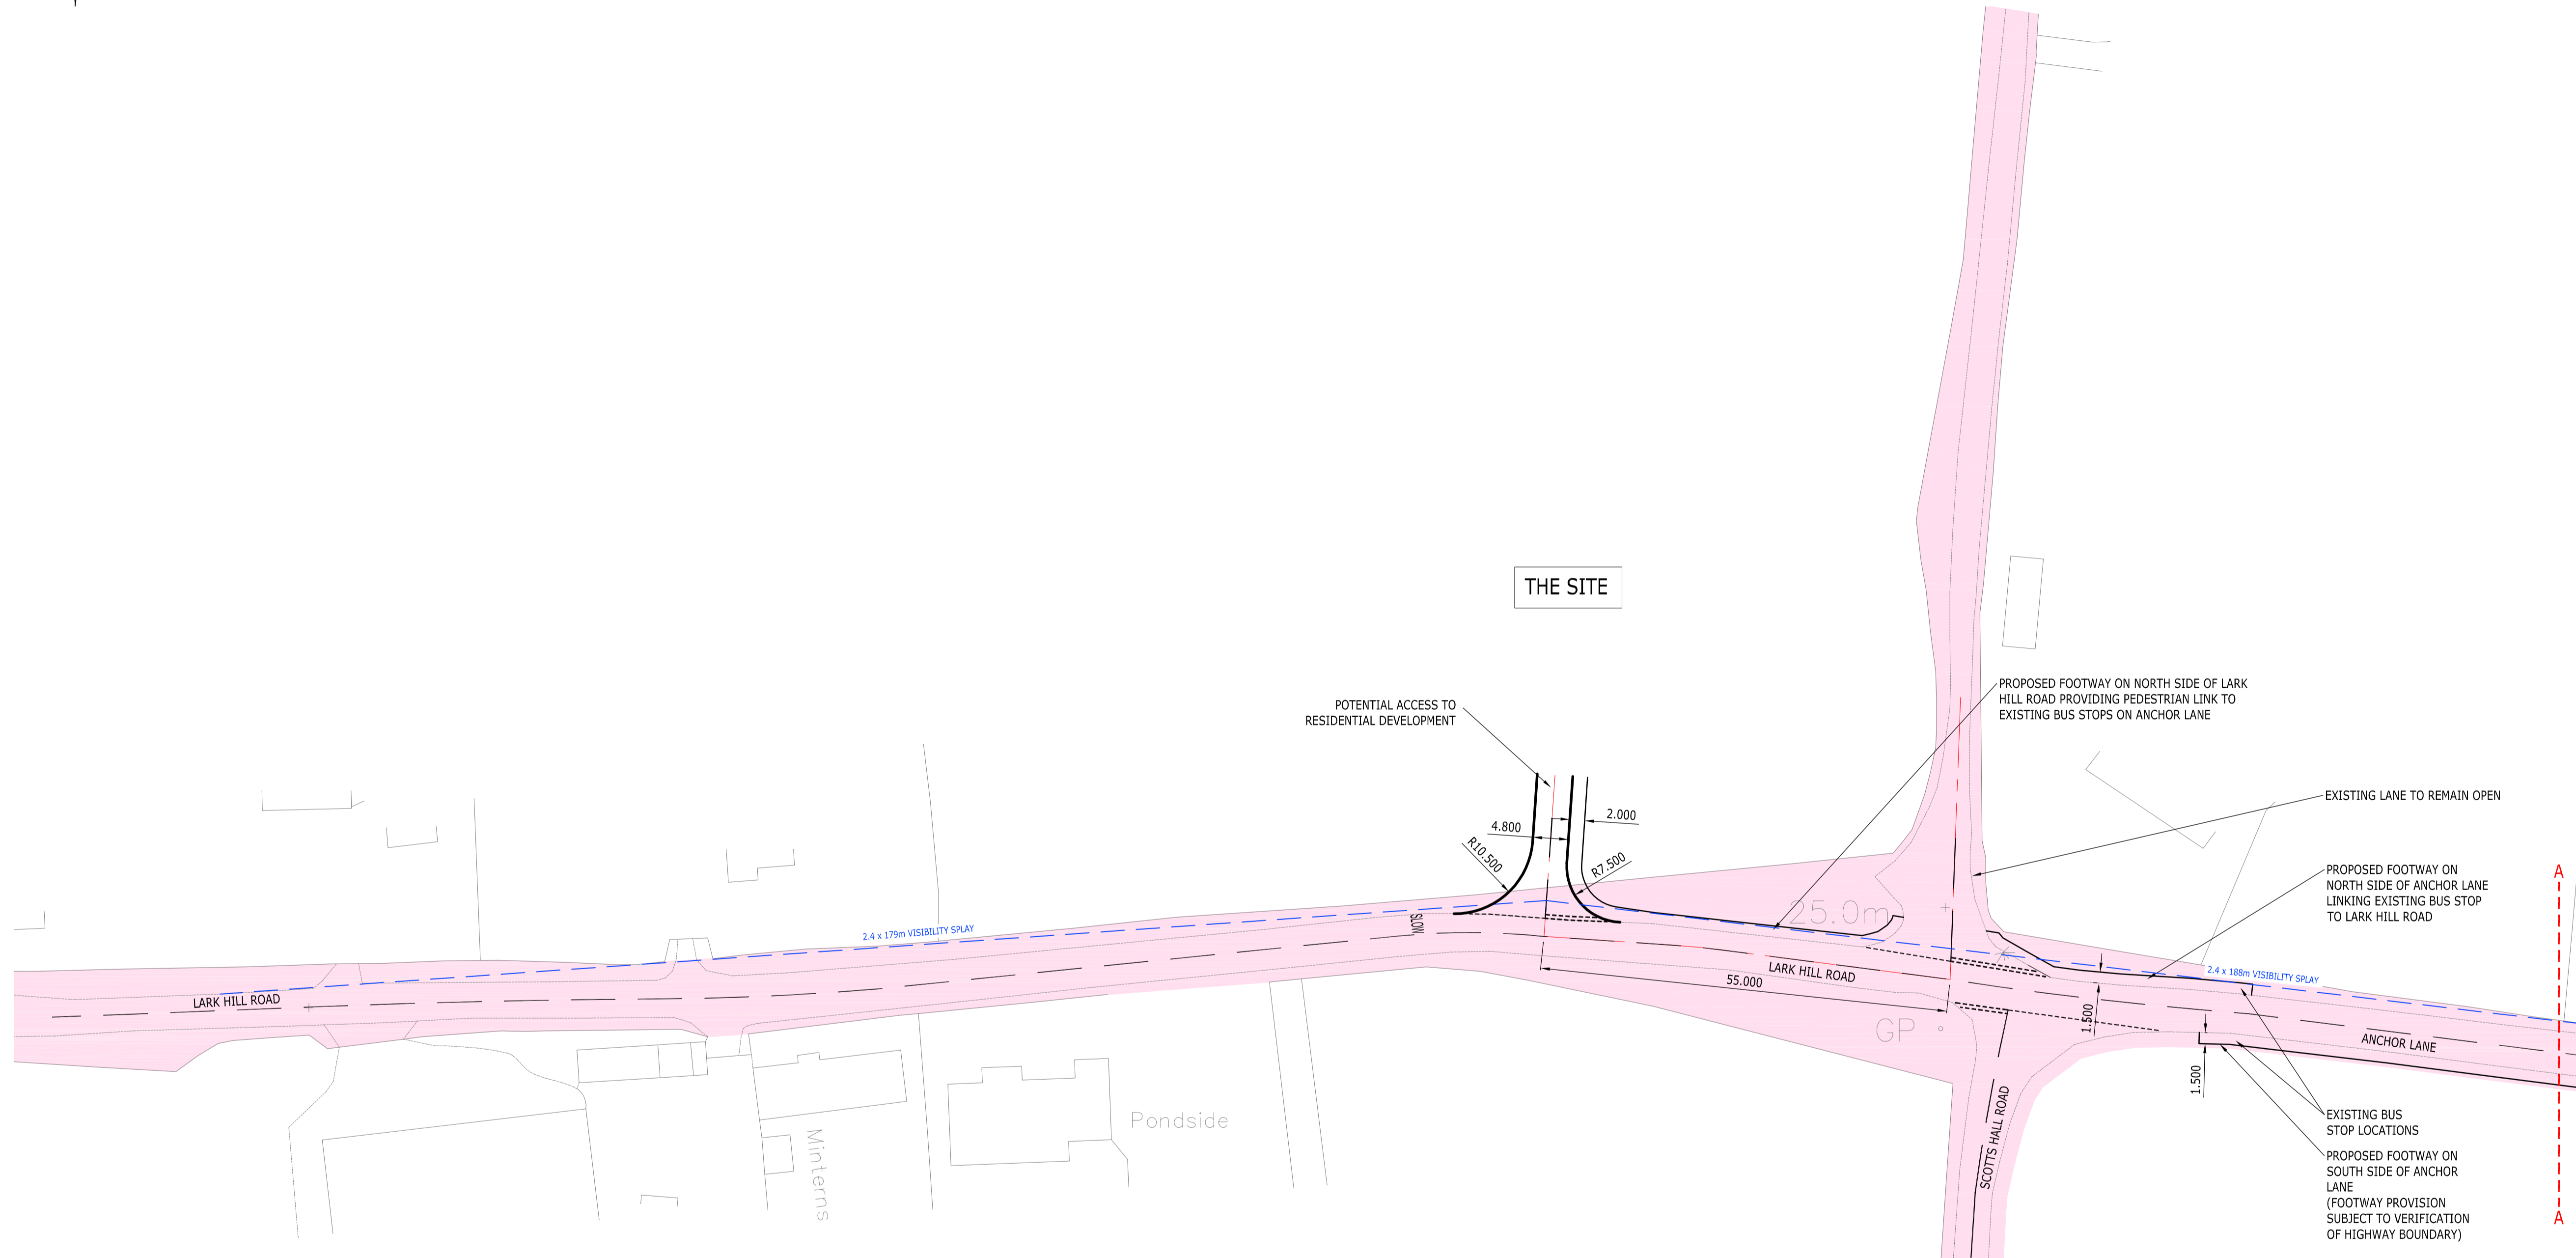 THE SITE
POTENTIAL ACCESS TO
RESIDENTIAL DEVELOPMENT
PROPOSED FOOTWAY ON NORTH SIDE OF LARK
HILL ROAD PROVIDING PEDESTRIAN LINK TO
EXISTING BUS STOPS ON ANCHOR LANE
EXISTING LANE TO REMAIN OPEN
2.000
4.800
R10.500
R7.500
PROPOSED FOOTWAY ON
NORTH SIDE OF ANCHOR LANE
LINKING EXISTING BUS STOP
TO LARK HILL ROAD
A
25.0m
SLOW
2.4 x 179m VISIBILITY SPLAY
LARK HILL ROAD
LARK HILL ROAD
55.000
2.4 x 188m VISIBILITY SPLAY
1.500
GP
ANCHOR LANE
1.500
Pondside
Minterns
SCOTTS HALL ROAD
EXISTING BUS
STOP LOCATIONS
PROPOSED FOOTWAY ON
SOUTH SIDE OF ANCHOR
LANE
(FOOTWAY PROVISION
SUBJECT TO VERIFICATION
OF HIGHWAY BOUNDARY)
A